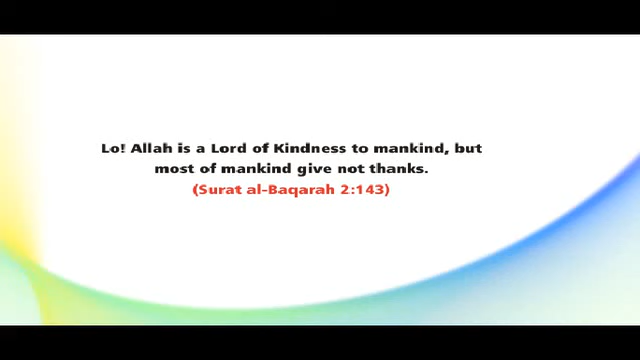 Lo! Allah is a Lord of Kindness to mankind, but
most of mankind give not thanks.
(Surat al-Baqarah 2:143)